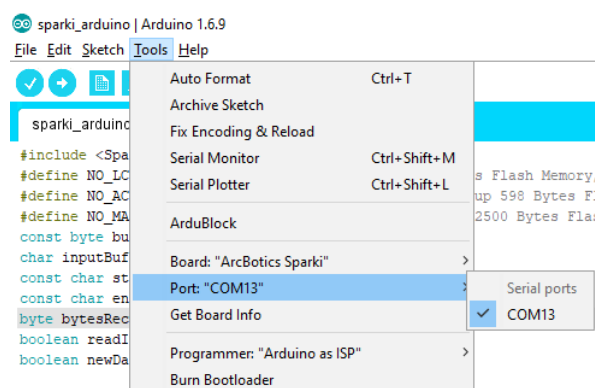 sparki_arduino | Arduino 1.6.9
File Edit Sketch Tools Help
Auto Format Ctrl+T
Archive Sketch
sparki_arduino
Fix Encoding & Reload
#include <Spa
Serial Monitor Ctrl+Shift+M
#define NO_LC
s Flash Memory,
Serial Plotter Ctrl+Shift+L
#define NO_AC
up 598 Bytes F
#define NO_MA
2500 Bytes Flas
ArduBlock
const byte bu
char inputBuf
Board: "ArcBotics Sparki"
const char st
Port: "COM13"
Serial ports
const char en
Get Board Info
COM13
byte bytesRec
boolean readI
Programmer: "Arduino as ISP"
boolean newDa
Burn Bootloader